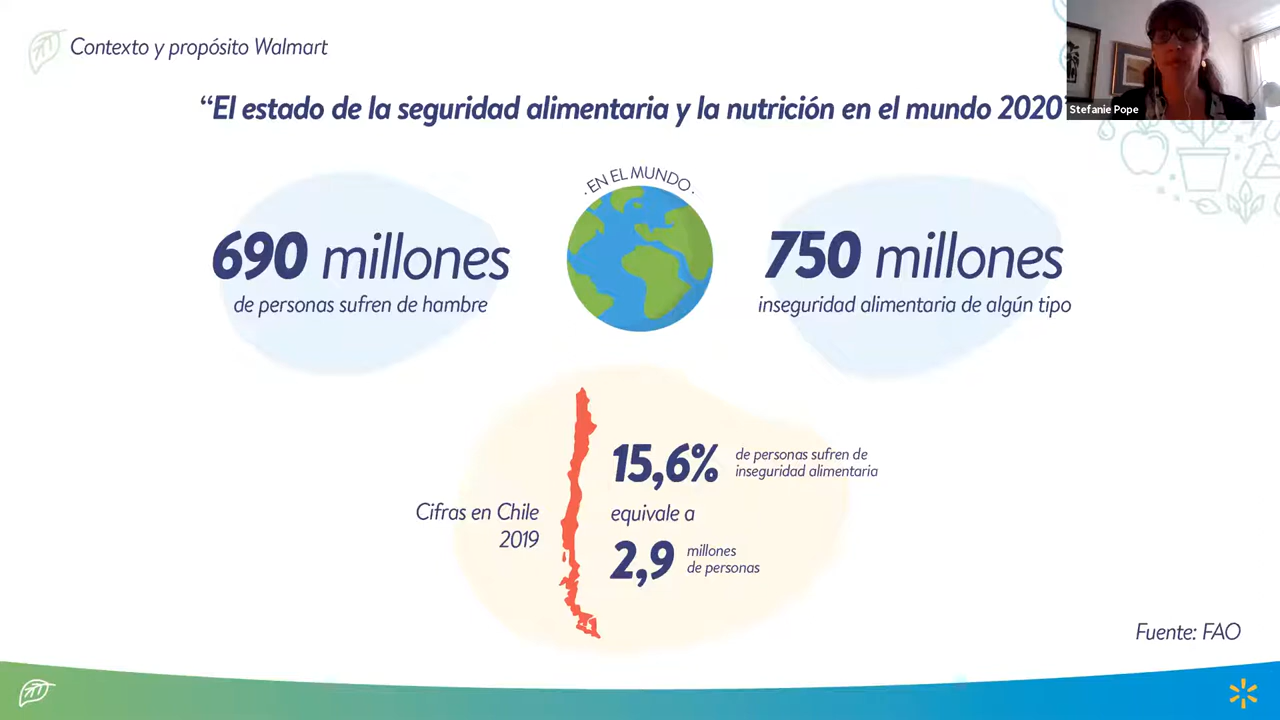 Contexto y propósito Walmart
Stefanie Pope
“El estado de la seguridad alimentaria y la nutrición en el mundo 2020”
· EN EL MUNDO ·
690 millones
de personas sufren de hambre
750 millones
inseguridad alimentaria de algún tipo
Cifras en Chile
2019
15,6%
de personas sufren de
inseguridad alimentaria
equivale a
2,9
millones
de personas
Fuente: FAO